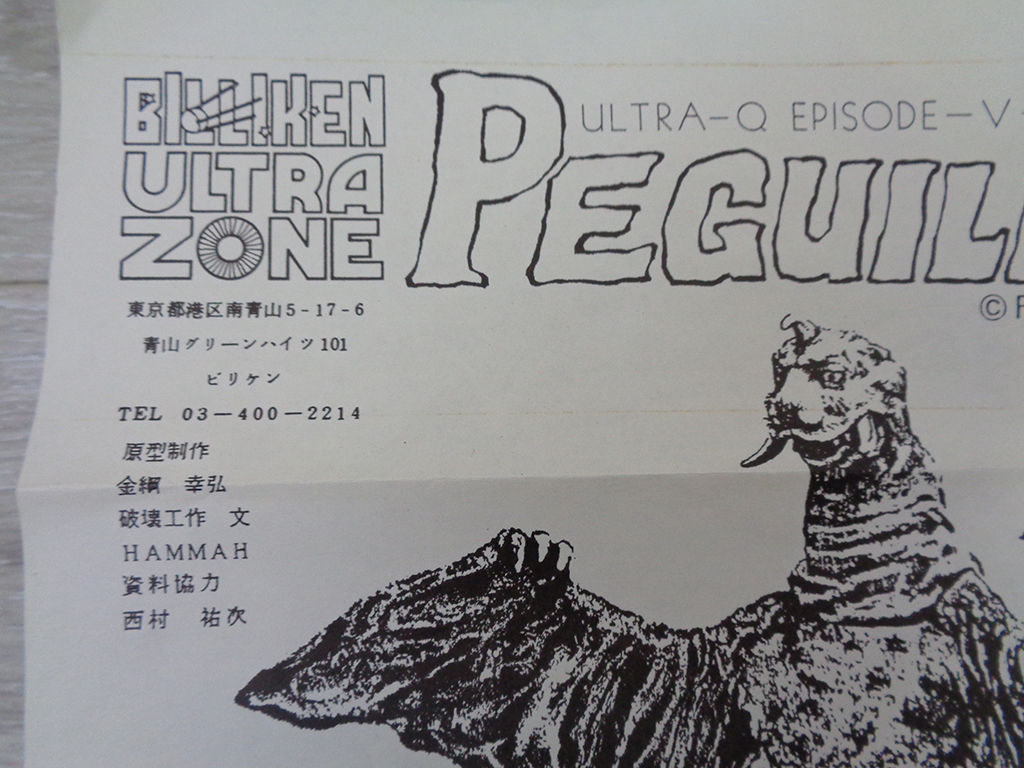 BILLIKEN
ULTRA
ZONE
ULTRA-Q EPISODE-V-
PEGUIL
©
東京都港区南青山5-17-6
青山グリーンハイツ101
ビリケン
TEL 03-400-2214
原型制作
金綱 幸弘
破壊工作 文
HAMMAH
資料協力
西村 祐次